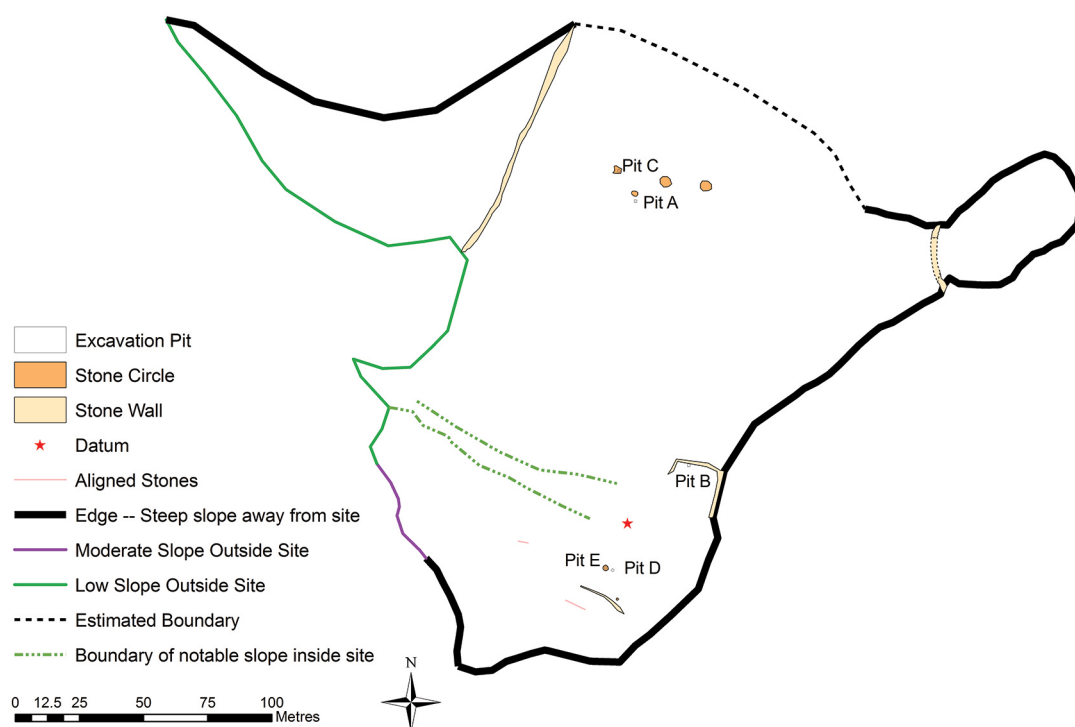 Pit C
Pit A
Excavation Pit
Stone Circle
Stone Wall
Datum
Aligned Stones
Edge -- Steep slope away from site
Moderate Slope Outside Site
Low Slope Outside Site
Estimated Boundary
Boundary of notable slope inside site
Pit B
Pit E
Pit D
N
0 12.5 25 50 75 100
Metres